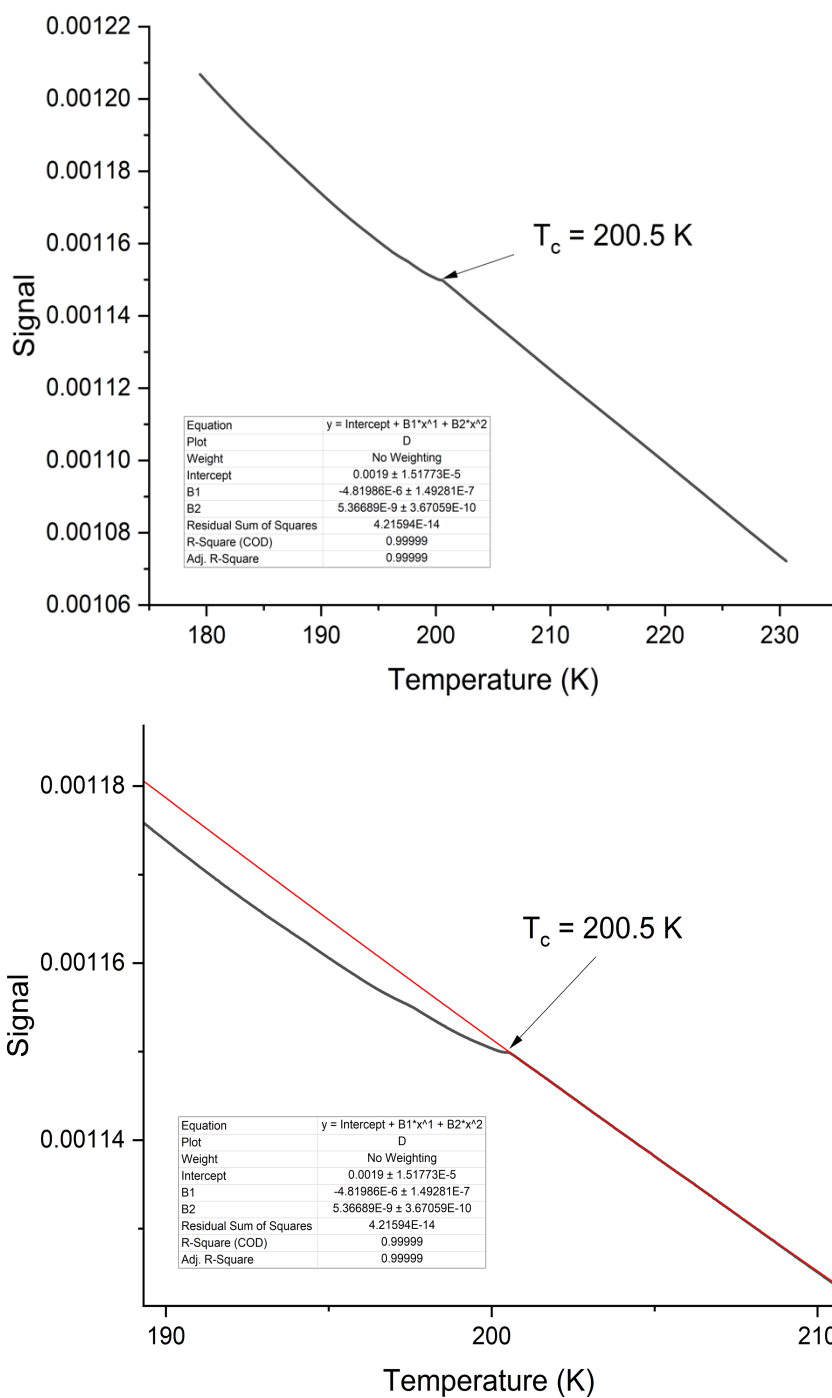 0.00122
0.00120
0.00118
0.00116
0.00114
0.00112
0.00110
0.00108
0.00106
Signal
T_c = 200.5 K
Equation y = Intercept + B1*x^1 + B2*x^2
Plot D
Weight No Weighting
Intercept 0.0019 ± 1.51773E-5
B1 -4.81986E-6 ± 1.49281E-7
B2 5.36689E-9 ± 3.67059E-10
Residual Sum of Squares 4.21594E-14
R-Square (COD) 0.99999
Adj. R-Square 0.99999
180 190 200 210 220 230
Temperature (K)
0.00118
0.00116
0.00114
Signal
T_c = 200.5 K
Equation y = Intercept + B1*x^1 + B2*x^2
Plot D
Weight No Weighting
Intercept 0.0019 ± 1.51773E-5
B1 -4.81986E-6 ± 1.49281E-7
B2 5.36689E-9 ± 3.67059E-10
Residual Sum of Squares 4.21594E-14
R-Square (COD) 0.99999
Adj. R-Square 0.99999
190 200 210
Temperature (K)